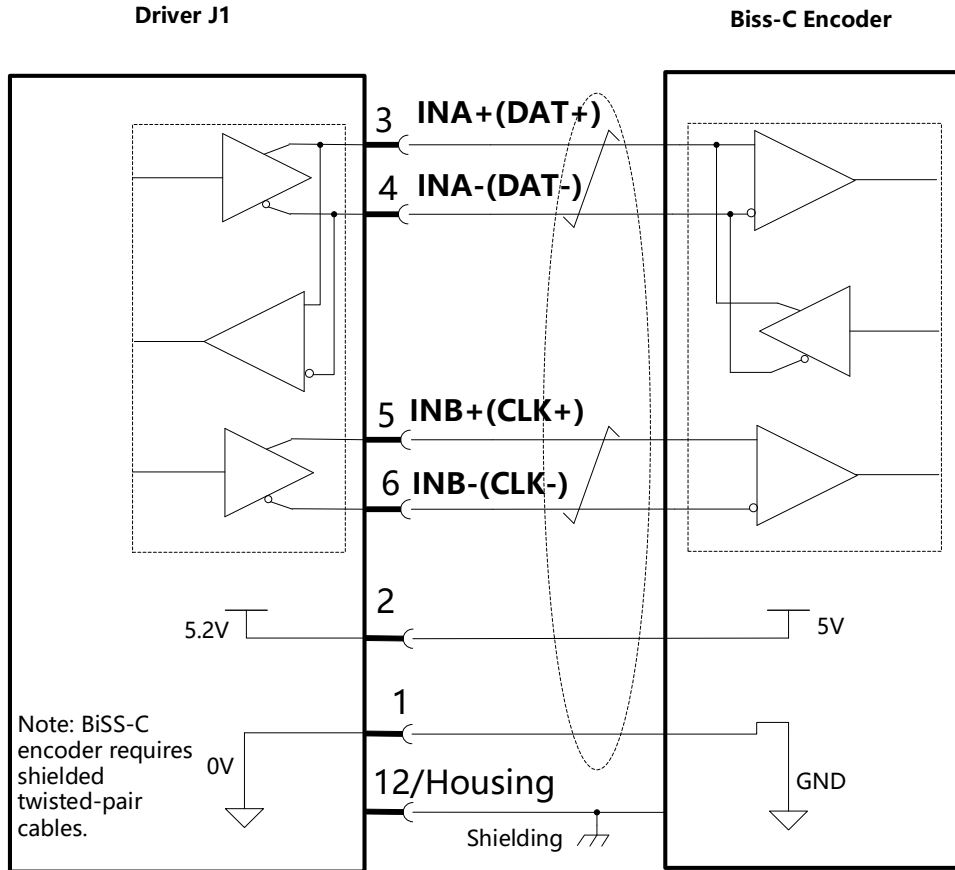 Driver J1
Biss-C Encoder
3
INA+(DAT+)
4
INA-(DAT-)
5
INB+(CLK+)
6
INB-(CLK-)
2
5.2V
5V
1
Note: BiSS-C
encoder requires
shielded
twisted-pair
cables.
0V
GND
12/Housing
Shielding